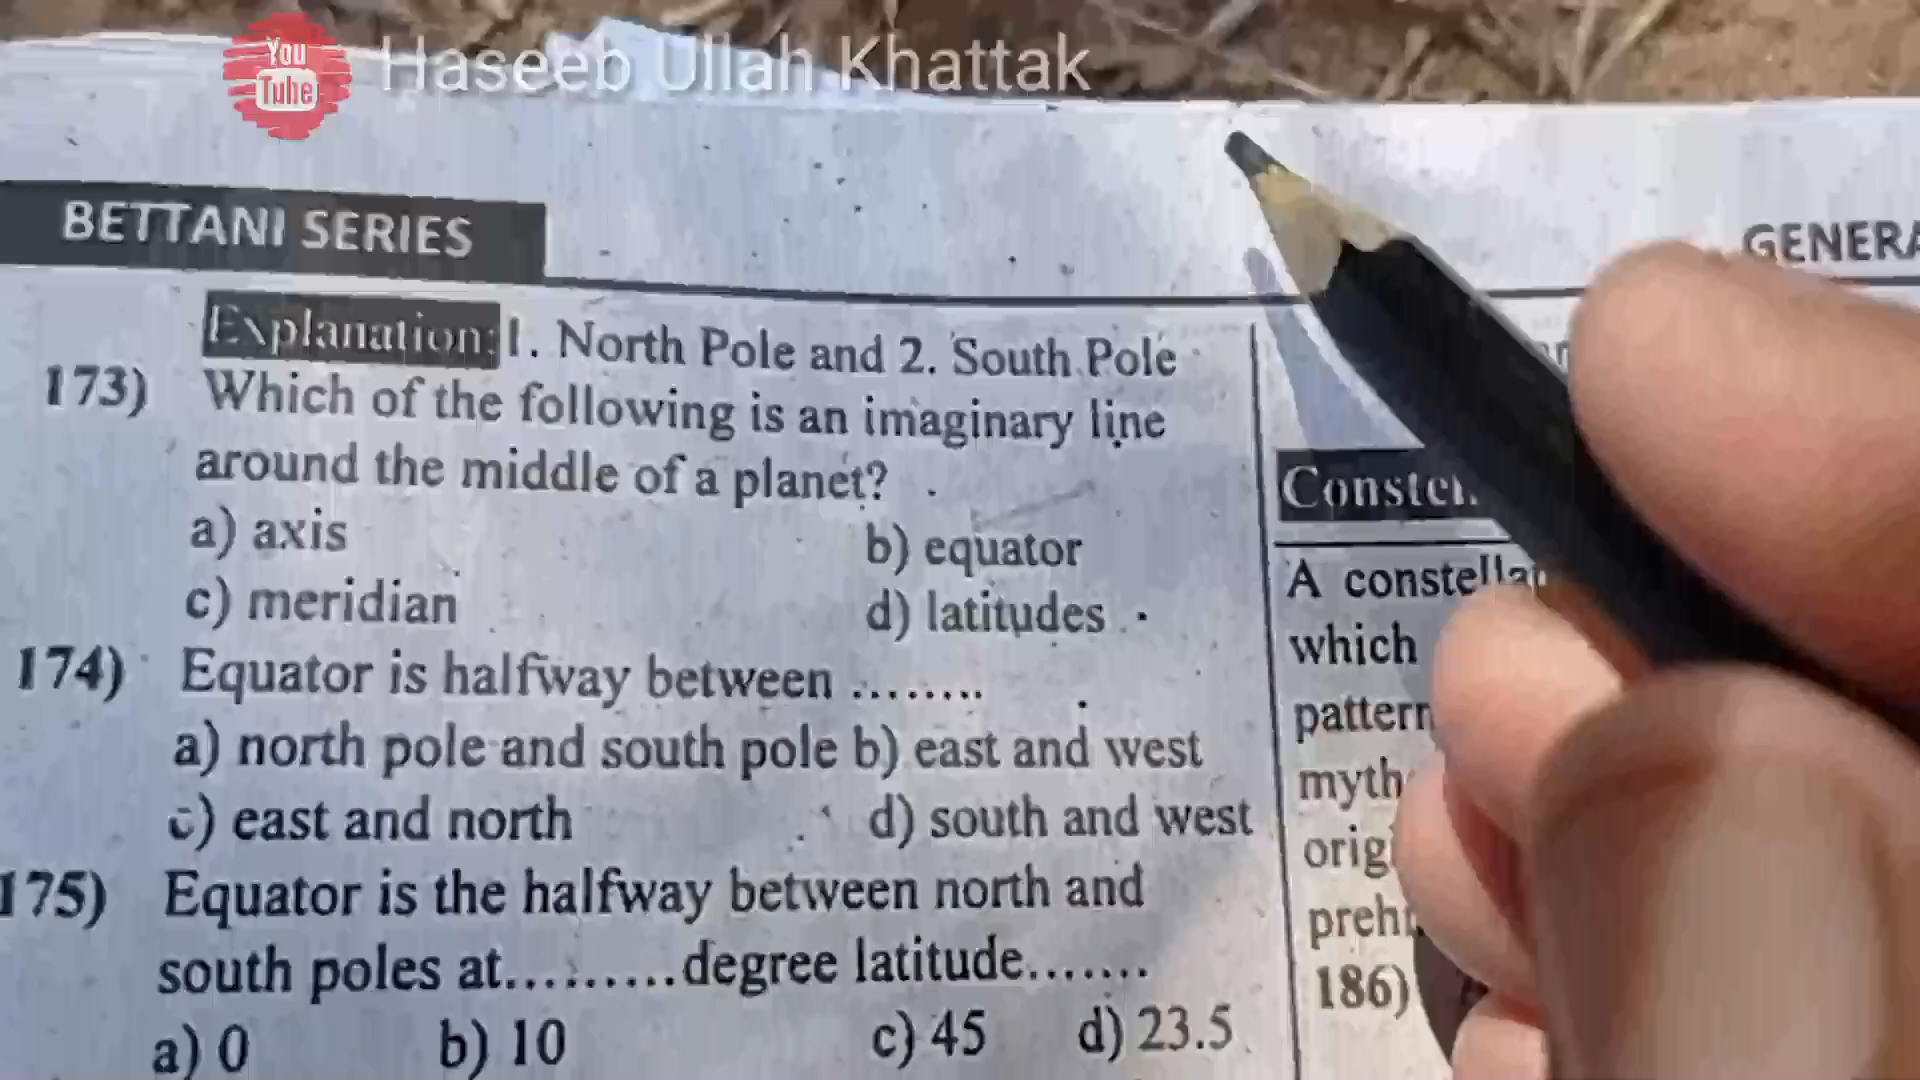 You
Tube
Haseeb Ullah Khattak
BETTANI SERIES
Explanation: 1. North Pole and 2. South Pole
173) Which of the following is an imaginary line
around the middle of a planet?
a) axis b) equator
c) meridian d) latitudes
174) Equator is halfway between ........
a) north pole and south pole b) east and west
c) east and north d) south and west
175) Equator is the halfway between north and
south poles at.........degree latitude.......
a) 0 b) 10 c) 45 d) 23.5
A
which
186)